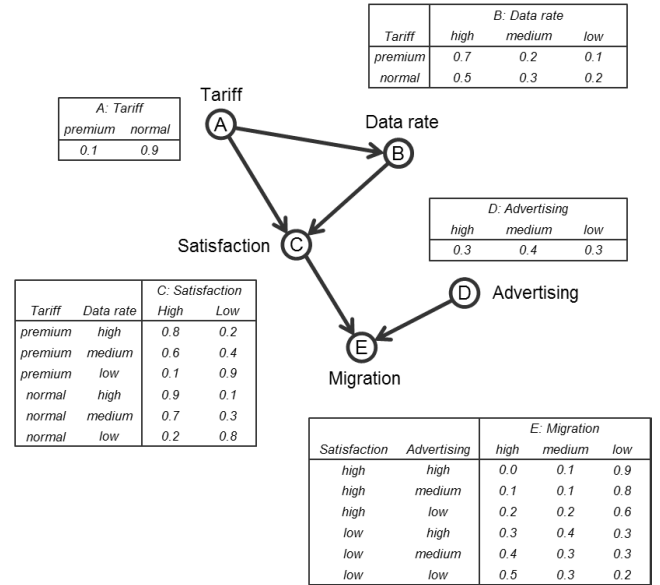 B: Data rate
Tariff high medium low
premium 0.7 0.2 0.1
normal 0.5 0.3 0.2
Tariff
A: Tariff
premium normal
0.1 0.9
A
Data rate
B
D: Advertising
high medium low
0.3 0.4 0.3
Satisfaction C
D Advertising
C: Satisfaction
Tariff Data rate High Low
premium high 0.8 0.2
premium medium 0.6 0.4
premium low 0.1 0.9
normal high 0.9 0.1
normal medium 0.7 0.3
normal low 0.2 0.8
E
Migration
E: Migration
Satisfaction Advertising high medium low
high high 0.0 0.1 0.9
high medium 0.1 0.1 0.8
high low 0.2 0.2 0.6
low high 0.3 0.4 0.3
low medium 0.4 0.3 0.3
low low 0.5 0.3 0.2